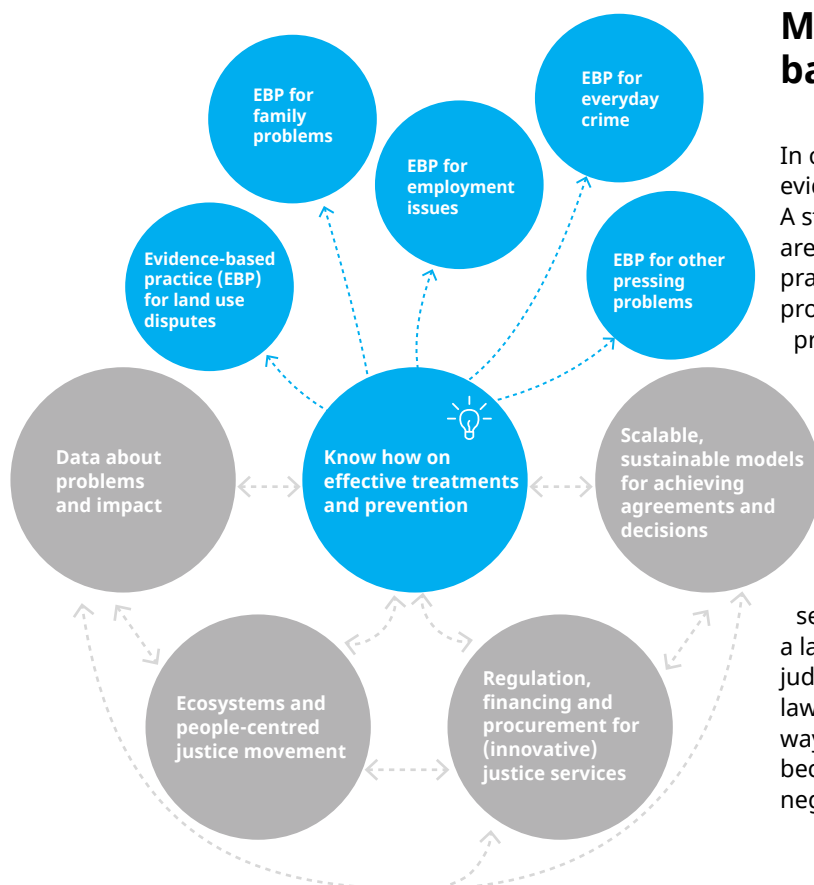 EBP for
family
problems
EBP for
everyday
crime
EBP for
employment
issues
Evidence-based
practice (EBP)
for land use
disputes
EBP for other
pressing
problems
Data about
problems
and impact
Know how on
effective treatments
and prevention
Scalable,
sustainable models
for achieving
agreements and
decisions
Ecosystems and
people-centred
justice movement
Regulation,
financing and
procurement for
(innovative)
justice services
In
A
are
a
law